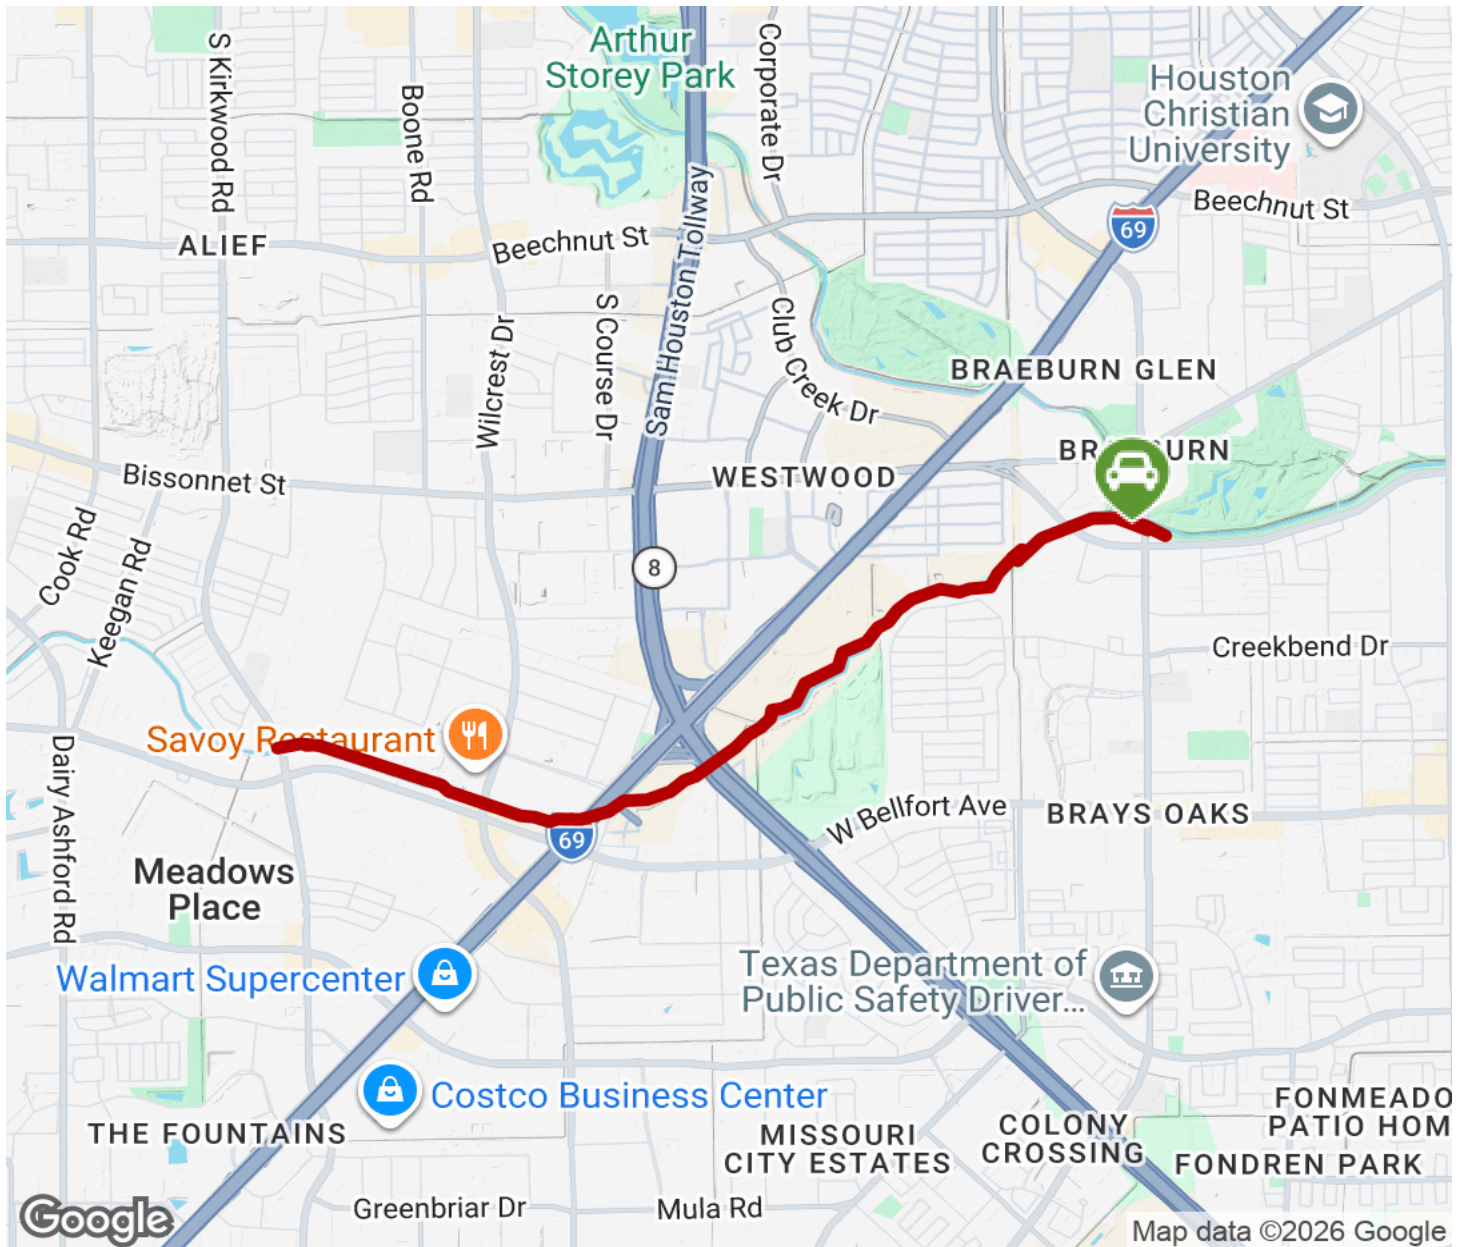 Arthur
Storey Park
S Kirkwood Rd
Boone Rd
Corporate Dr
Houston
Christian
University
Beechnut St
69
ALIEF
Beechnut St
Sam Houston Tollway
S Course Dr
Wilcrest Dr
Club Creek Dr
BRAEBURN GLEN
Bissonnet St
WESTWOOD
Cook Rd
Keegan Rd
8
Creekbend Dr
Savoy Restaurant
Dairy Ashford Rd
69
W Bellfort Ave
BRAYS OAKS
Meadows
Place
Walmart Supercenter
Texas Department of
Public Safety Driver...
Costco Business Center
THE FOUNTAINS
MISSOURI
CITY ESTATES
COLONY
CROSSING
FONMEADO
PATIO HOM
FONDREN PARK
Greenbriar Dr
Mula Rd
Google
Map data ©2026 Google